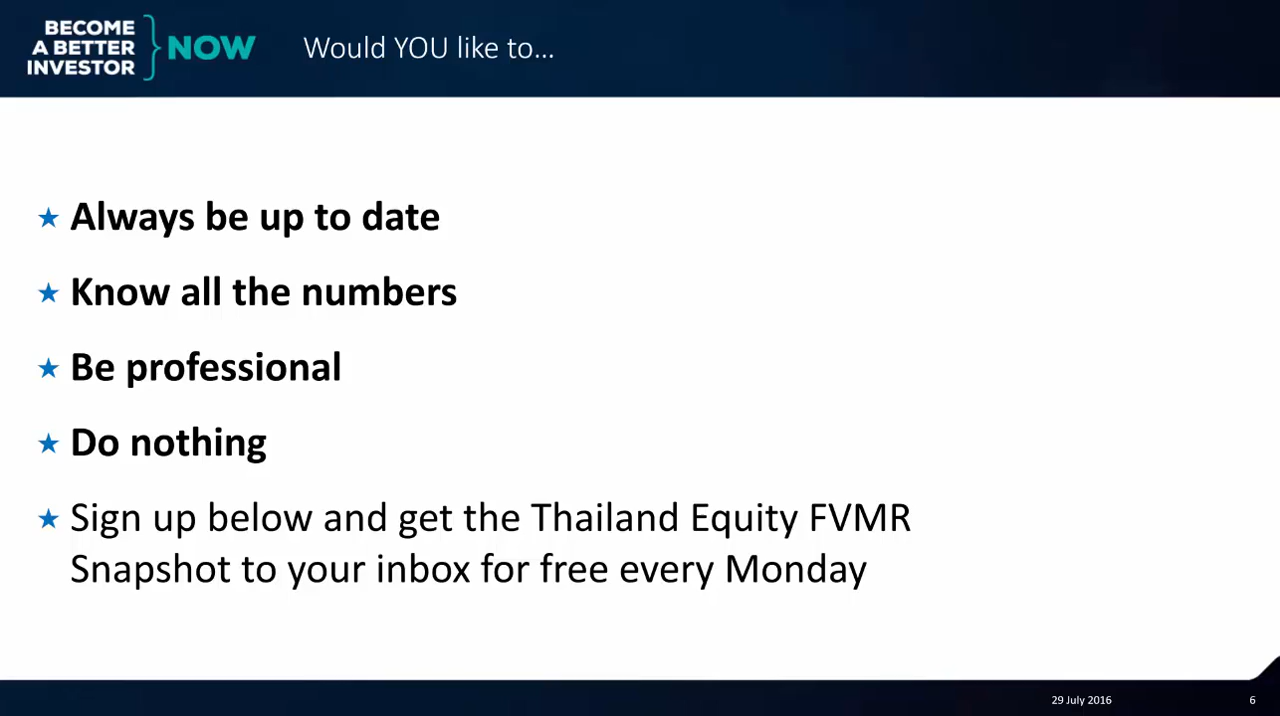 BECOME
A BETTER
INVESTOR
NOW
Would YOU like to...
Always be up to date
Know all the numbers
Be professional
Do nothing
Sign up below and get the Thailand Equity FVMR
Snapshot to your inbox for free every Monday
29 July 2016
6